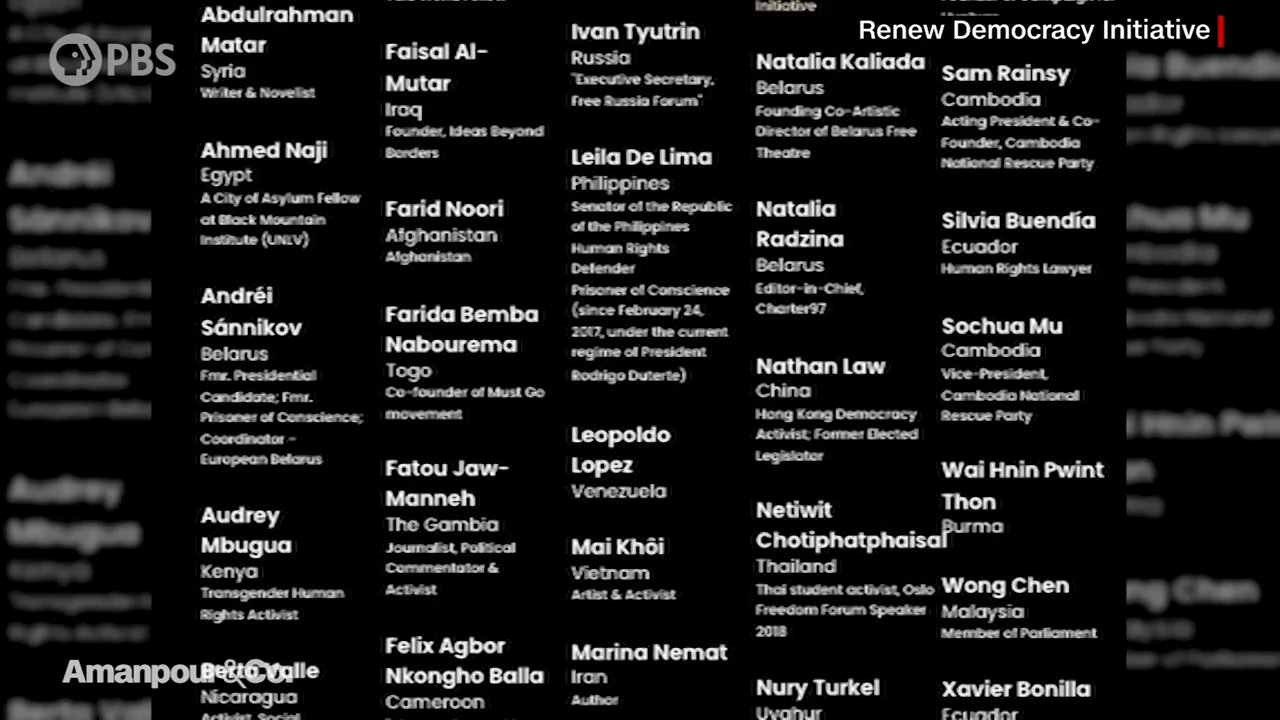 Renew Democracy Initiative
PBS
Abdulrahman
Matar
Syria
Writer & Novelist
Ahmed Naji
Egypt
A City of Asylum Fellow
at Black Mountain
Institute (UNLV)
Andréi
Sánnikov
Belarus
Fmr. Presidential
Candidate; Fmr.
Prisoner of Conscience;
Coordinator -
European Belarus
Audrey
Mbugua
Kenya
Transgender Human
Rights Activist
Berta Valle
Nicaragua
Activist, Social
Faisal Al-
Mutar
Iraq
Founder, Ideas Beyond
Borders
Farid Noori
Afghanistan
Afghanistan
Farida Bemba
Nabourema
Togo
Co-founder of Must Go
movement
Fatou Jaw-
Manneh
The Gambia
Journalist, Political
Commentator &
Activist
Felix Agbor
Nkongho Balla
Cameroon
Ivan Tyutrin
Russia
"Executive Secretary,
Free Russia Forum"
Leila De Lima
Philippines
Senator of the Republic
of the Philippines
Human Rights
Defender
Prisoner of Conscience
(since February 24,
2017, under the current
regime of President
Rodrigo Duterte)
Leopoldo
Lopez
Venezuela
Mai Khôi
Vietnam
Artist & Activist
Marina Nemat
Iran
Author
Initiative
Natalia Kaliada
Belarus
Founding Co-Artistic
Director of Belarus Free
Theatre
Natalia
Radzina
Belarus
Editor-in-Chief,
Charter97
Nathan Law
China
Hong Kong Democracy
Activist; Former Elected
Legislator
Netiwit
Chotiphatphaisal
Thailand
Thai student activist, Oslo
Freedom Forum Speaker
2018
Nury Turkel
Uyghur
Sam Rainsy
Cambodia
Acting President & Co-
Founder, Cambodia
National Rescue Party
Silvia Buendía
Ecuador
Human Rights Lawyer
Sochua Mu
Cambodia
Vice-President,
Cambodia National
Rescue Party
Wai Hnin Pwint
Thon
Burma
Wong Chen
Malaysia
Member of Parliament
Xavier Bonilla
Ecuador
Amanpour&Co.